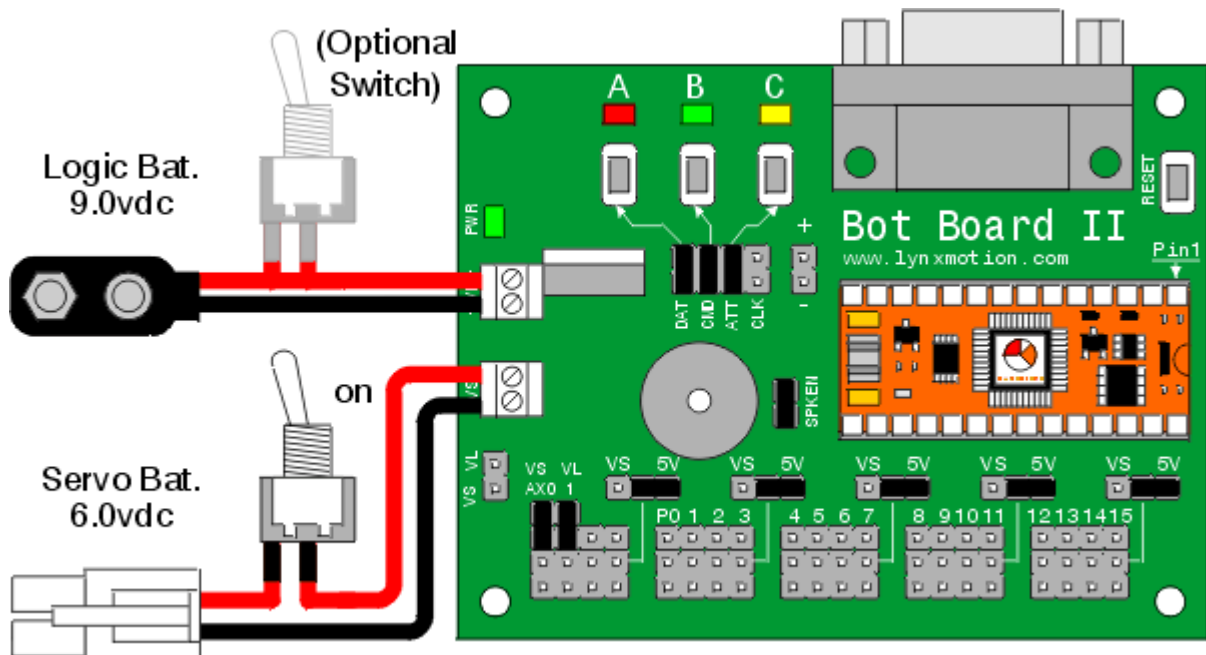 (Optional
Switch)
Logic Bat.
9.0vdc
A B C
PWR
RESET
Bot Board II
www.lynxmotion.com
Pin1
+
-
DAT
CMD
ATT
CLK
on
VS
SPKEN
Servo Bat.
6.0vdc
VS VL
VS VL
AX0 1
VS 5V
VS 5V
VS 5V
VS 5V
VS 5V
P0 1 2 3
4 5 6 7
8 9 10 11
12 13 14 15